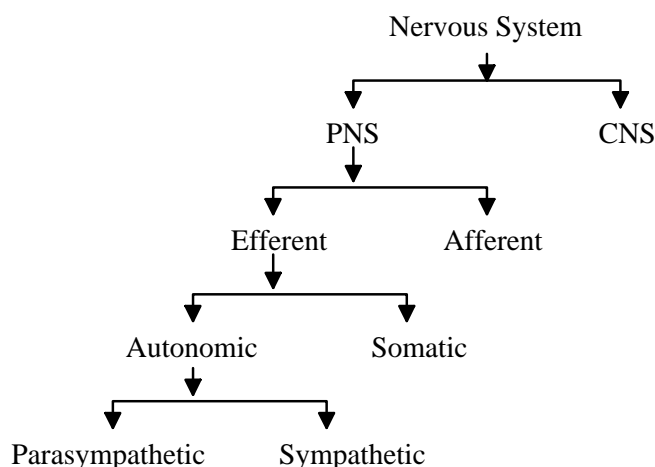 Nervous System
PNS CNS
Efferent Afferent
Autonomic Somatic
Parasympathetic Sympathetic